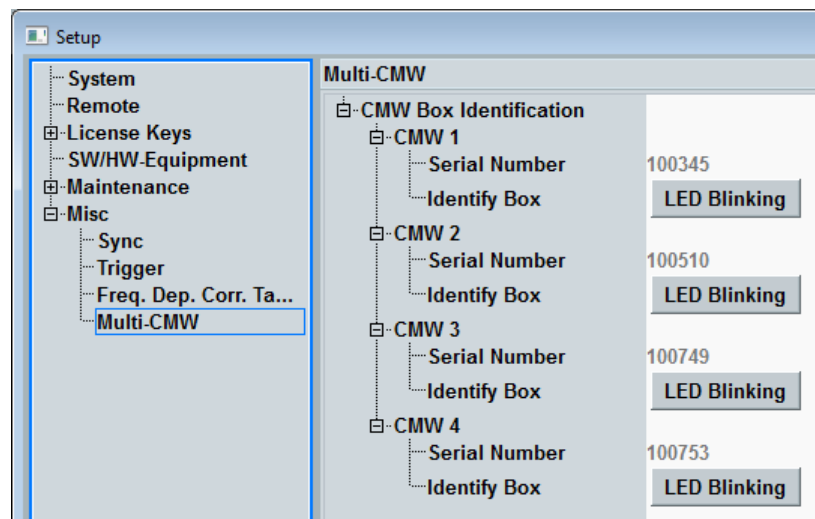 Setup
System
Remote
License Keys
SW/HW-Equipment
Maintenance
Misc
Sync
Trigger
Freq. Dep. Corr. Ta...
Multi-CMW
Multi-CMW
CMW Box Identification
CMW 1
Serial Number 100345
Identify Box LED Blinking
CMW 2
Serial Number 100510
Identify Box LED Blinking
CMW 3
Serial Number 100749
Identify Box LED Blinking
CMW 4
Serial Number 100753
Identify Box LED Blinking